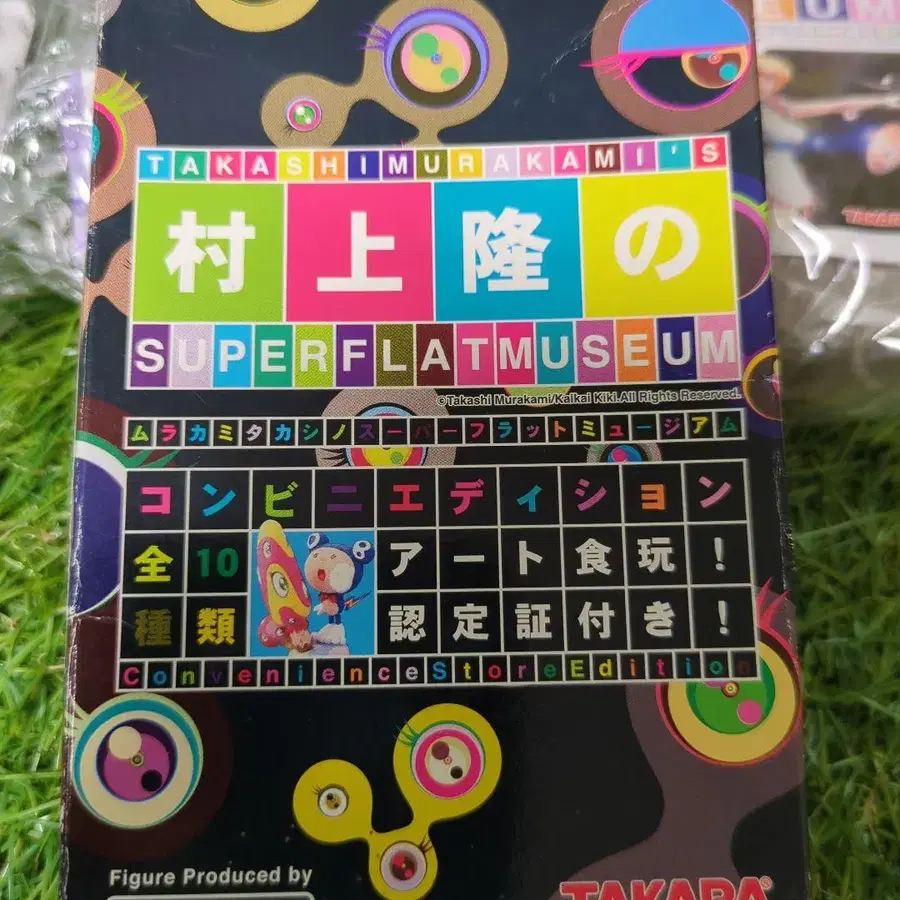 TAKASHIMURAKAMI'S
村上隆の
SUPERFLATMUSEUM
©Takashi Murakami/Kaikai Kiki.All Rights Reserved.
ムラカミタカシノスーパーフラットミュージアム
コンビニエディション
全10 アート食玩!
種類 認定証付き!
ConvenienceStoreEdition
Figure Produced by
TAKARA®
EUM
TAKARA